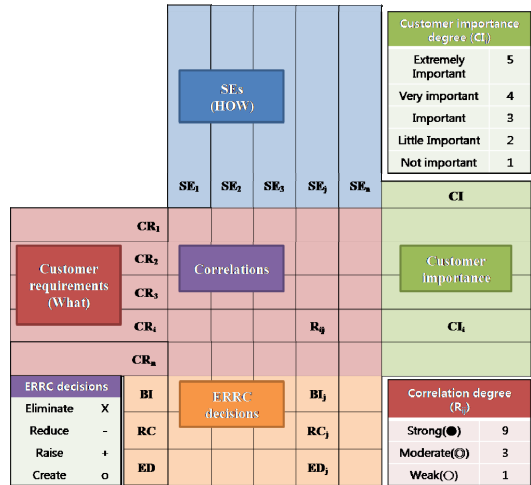 Customer importance
degree (CIi)
Extremely 5
Important
Very important 4
Important 3
Little Important 2
Not important 1
SEs
(HOW)
SE1 SE2 SE3 SEj SEn
CI
CR1
CR2
CR3
CRi
CRn
Customer
requirements
(What)
Correlations
Customer
importance
Rij
CIi
ERRC decisions
Eliminate X
Reduce -
Raise +
Create o
BI
RC
ED
ERRC
decisions
BIj
RCj
EDj
Correlation degree
(Rij)
Strong(●) 9
Moderate(◎) 3
Weak(○) 1